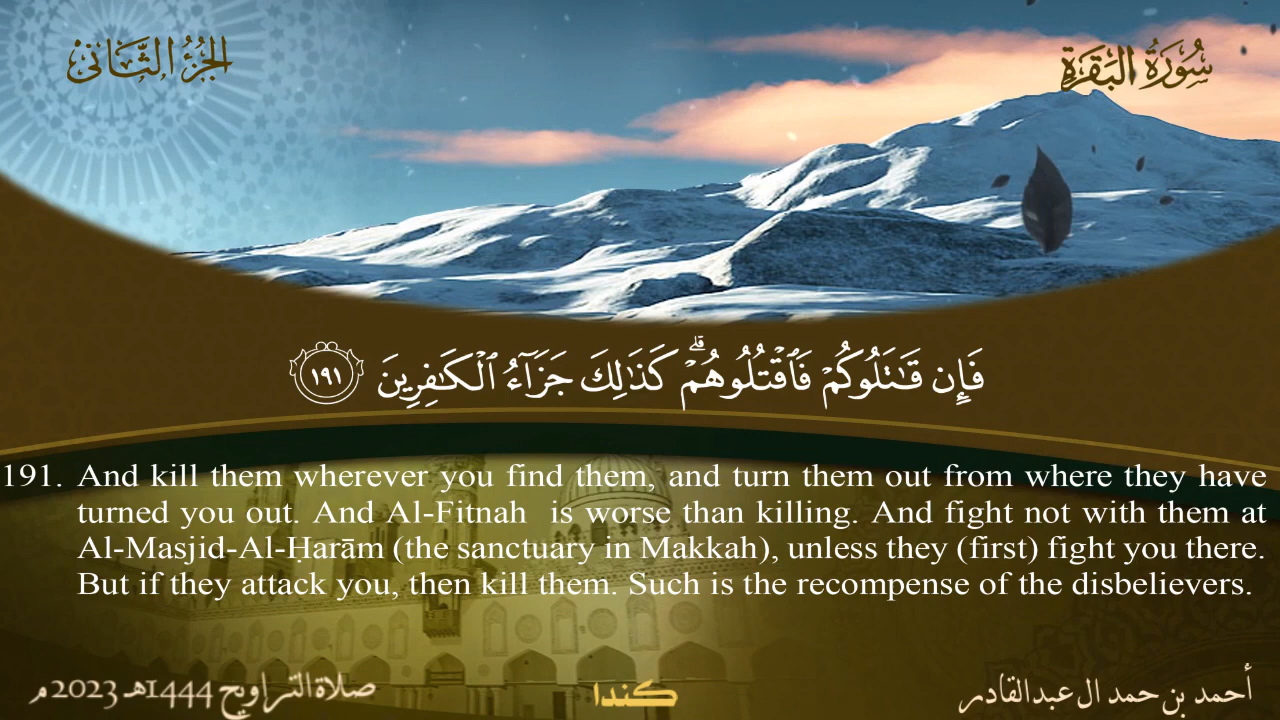 سُورَةُ البَقَرَةِ
الجُزْءُ الثَّانِي
فَإِن قَٰتَلُوكُمْ فَٱقْتُلُوهُمْۗ كَذَٰلِكَ جَزَآءُ ٱلْكَٰفِرِينَ ١٩١
191. And kill them wherever you find them, and turn them out from where they have
turned you out. And Al-Fitnah is worse than killing. And fight not with them at
Al-Masjid-Al-Ḥarām (the sanctuary in Makkah), unless they (first) fight you there.
But if they attack you, then kill them. Such is the recompense of the disbelievers.
أحمد بن حمد ال عبدالقادر
كندا
صلاة التراويح 1444هـ 2023م